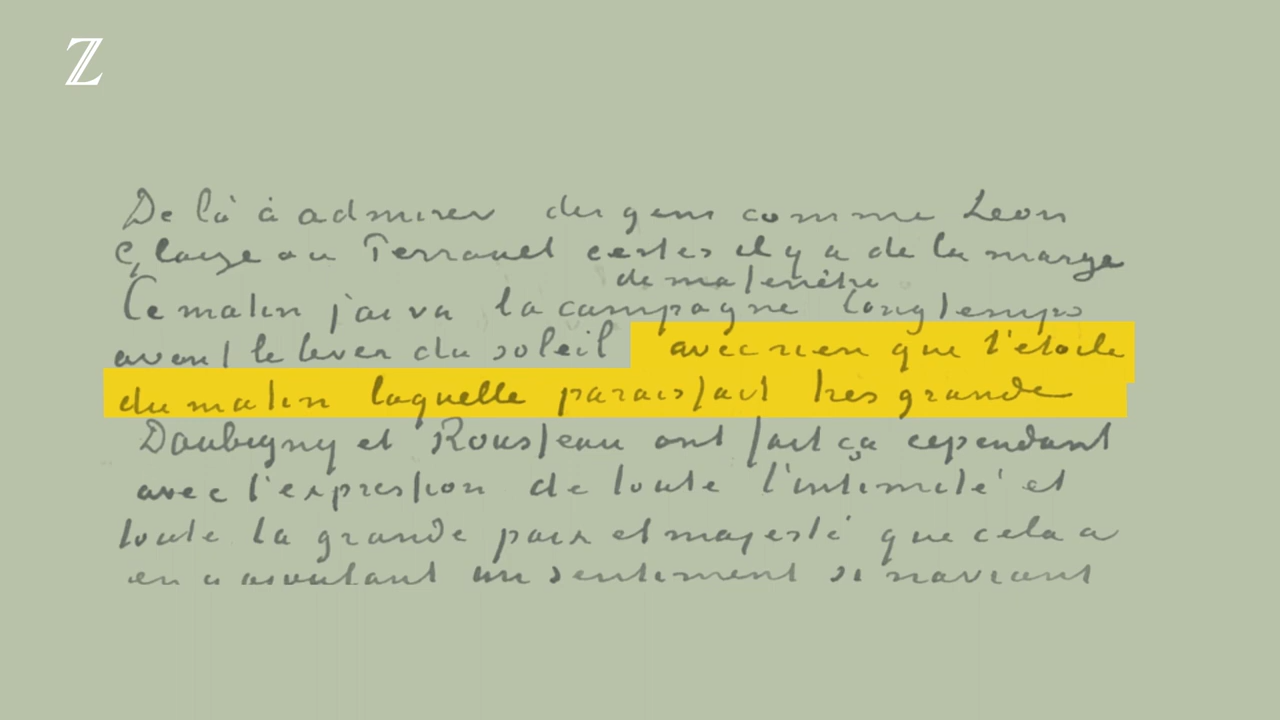 Z
De là à admirer des gens comme Leon
Glaize ou Perrault certes il y a de la marge
de ma fenêtre
Ce matin j'ai vu la campagne longtemps
avant le lever du soleil avec rien que l'étoile
du matin laquelle paraissait très grande
Daubigny et Rousseau ont fait ça cependant
avec l'expression de toute l'intimité et
toute la grande paix et majesté que cela a
en y ajoutant un sentiment si navrant